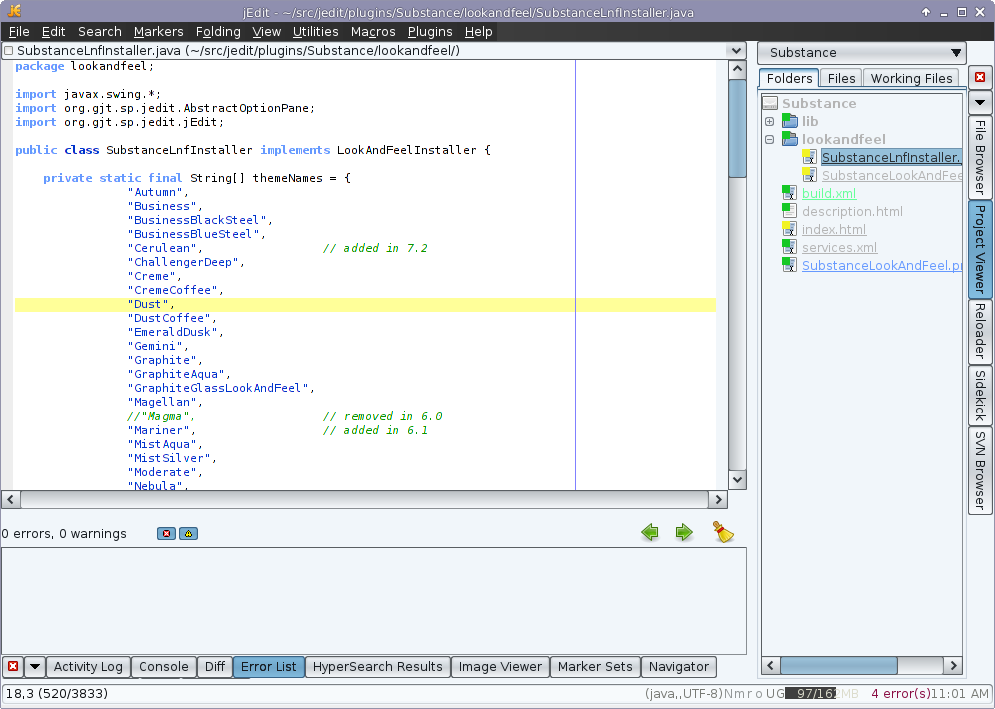 jEdit - ~/src/jedit/plugins/Substance/lookandfeel/SubstanceLnfInstaller.java
File Edit Search Markers Folding View Utilities Macros Plugins Help
SubstanceLnfInstaller.java (~/src/jedit/plugins/Substance/lookandfeel/)
package lookandfeel;
import javax.swing.*;
import org.gjt.sp.jedit.AbstractOptionPane;
import org.gjt.sp.jedit.jEdit;
public class SubstanceLnfInstaller implements LookAndFeelInstaller {
private static final String[] themeNames = {
"Autumn",
"Business",
"BusinessBlackSteel",
"BusinessBlueSteel",
"Cerulean", // added in 7.2
"ChallengerDeep",
"Creme",
"CremeCoffee",
"Dust",
"DustCoffee",
"EmeraldDusk",
"Gemini",
"Graphite",
"GraphiteAqua",
"GraphiteGlassLookAndFeel",
"Magellan",
//"Magma", // removed in 6.0
"Mariner", // added in 6.1
"MistAqua",
"MistSilver",
"Moderate",
"Nebula",
Substance
Folders Files Working Files
Substance
lib
lookandfeel
SubstanceLnfInstaller.
SubstanceLookAndFee
build.xml
description.html
index.html
services.xml
SubstanceLookAndFeel.pr
File Browser
Project Viewer
Reloader
Sidekick
SVN Browser
0 errors, 0 warnings
Activity Log Console Diff Error List HyperSearch Results Image Viewer Marker Sets Navigator
18,3 (520/3833) (java,,UTF-8)Nmr o UG 97/162MB 4 error(s)11:01 AM